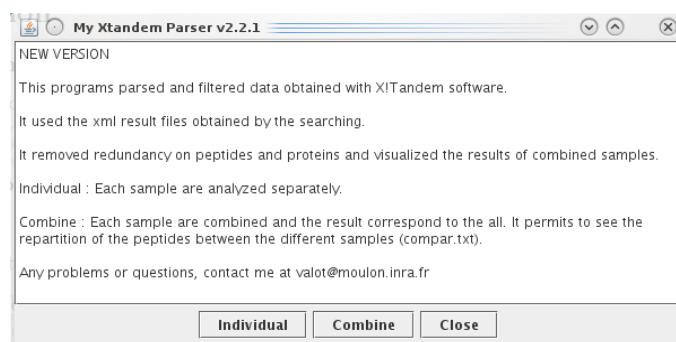 My Xtandem Parser v2.2.1
NEW VERSION
This programs parsed and filtered data obtained with X!Tandem software.
It used the xml result files obtained by the searching.
It removed redundancy on peptides and proteins and visualized the results of combined samples.
Individual : Each sample are analyzed separately.
Combine : Each sample are combined and the result correspond to the all. It permits to see the
repartition of the peptides between the different samples (compar.txt).
Any problems or questions, contact me at valot@moulon.inra.fr
Individual Combine Close